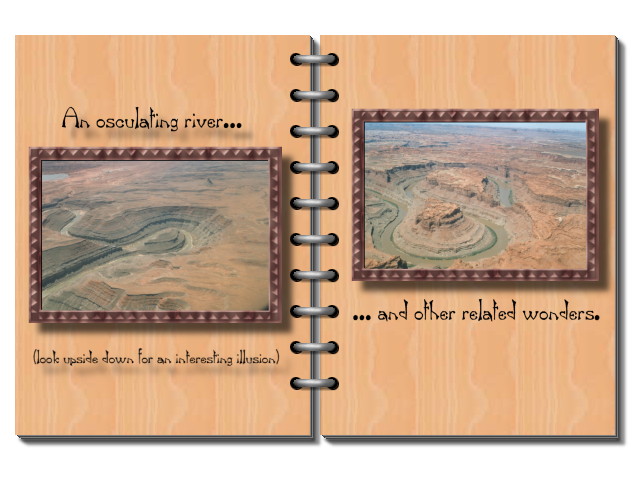 An osculating river...
(look upside down for an interesting illusion)
... and other related wonders.